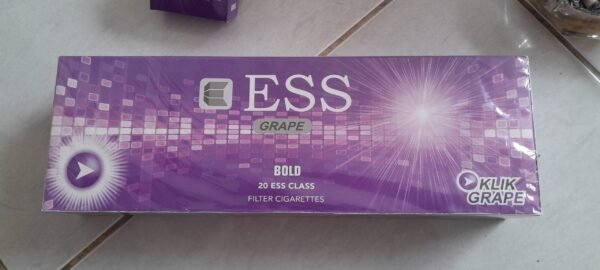 ESS
GRAPE
BOLD
20 ESS CLASS
FILTER CIGARETTES
KLIK
GRAPE